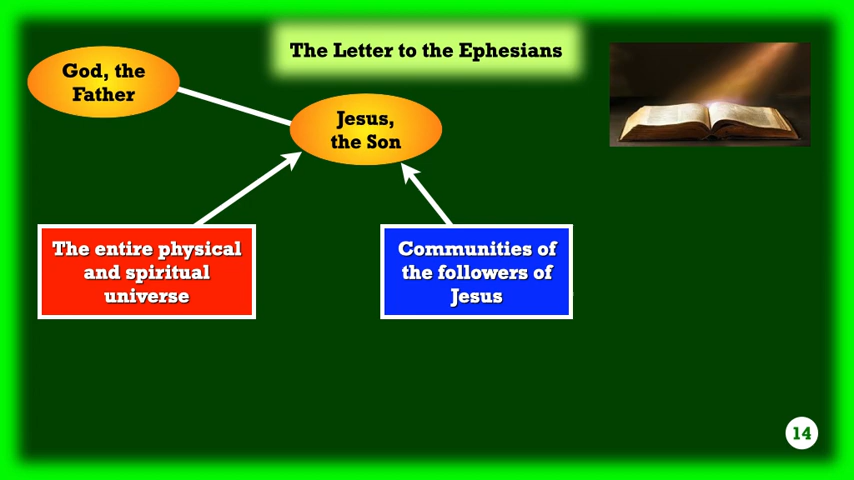 The Letter to the Ephesians
God, the
Father
Jesus,
the Son
The entire physical
and spiritual
universe
Communities of
the followers of
Jesus
14